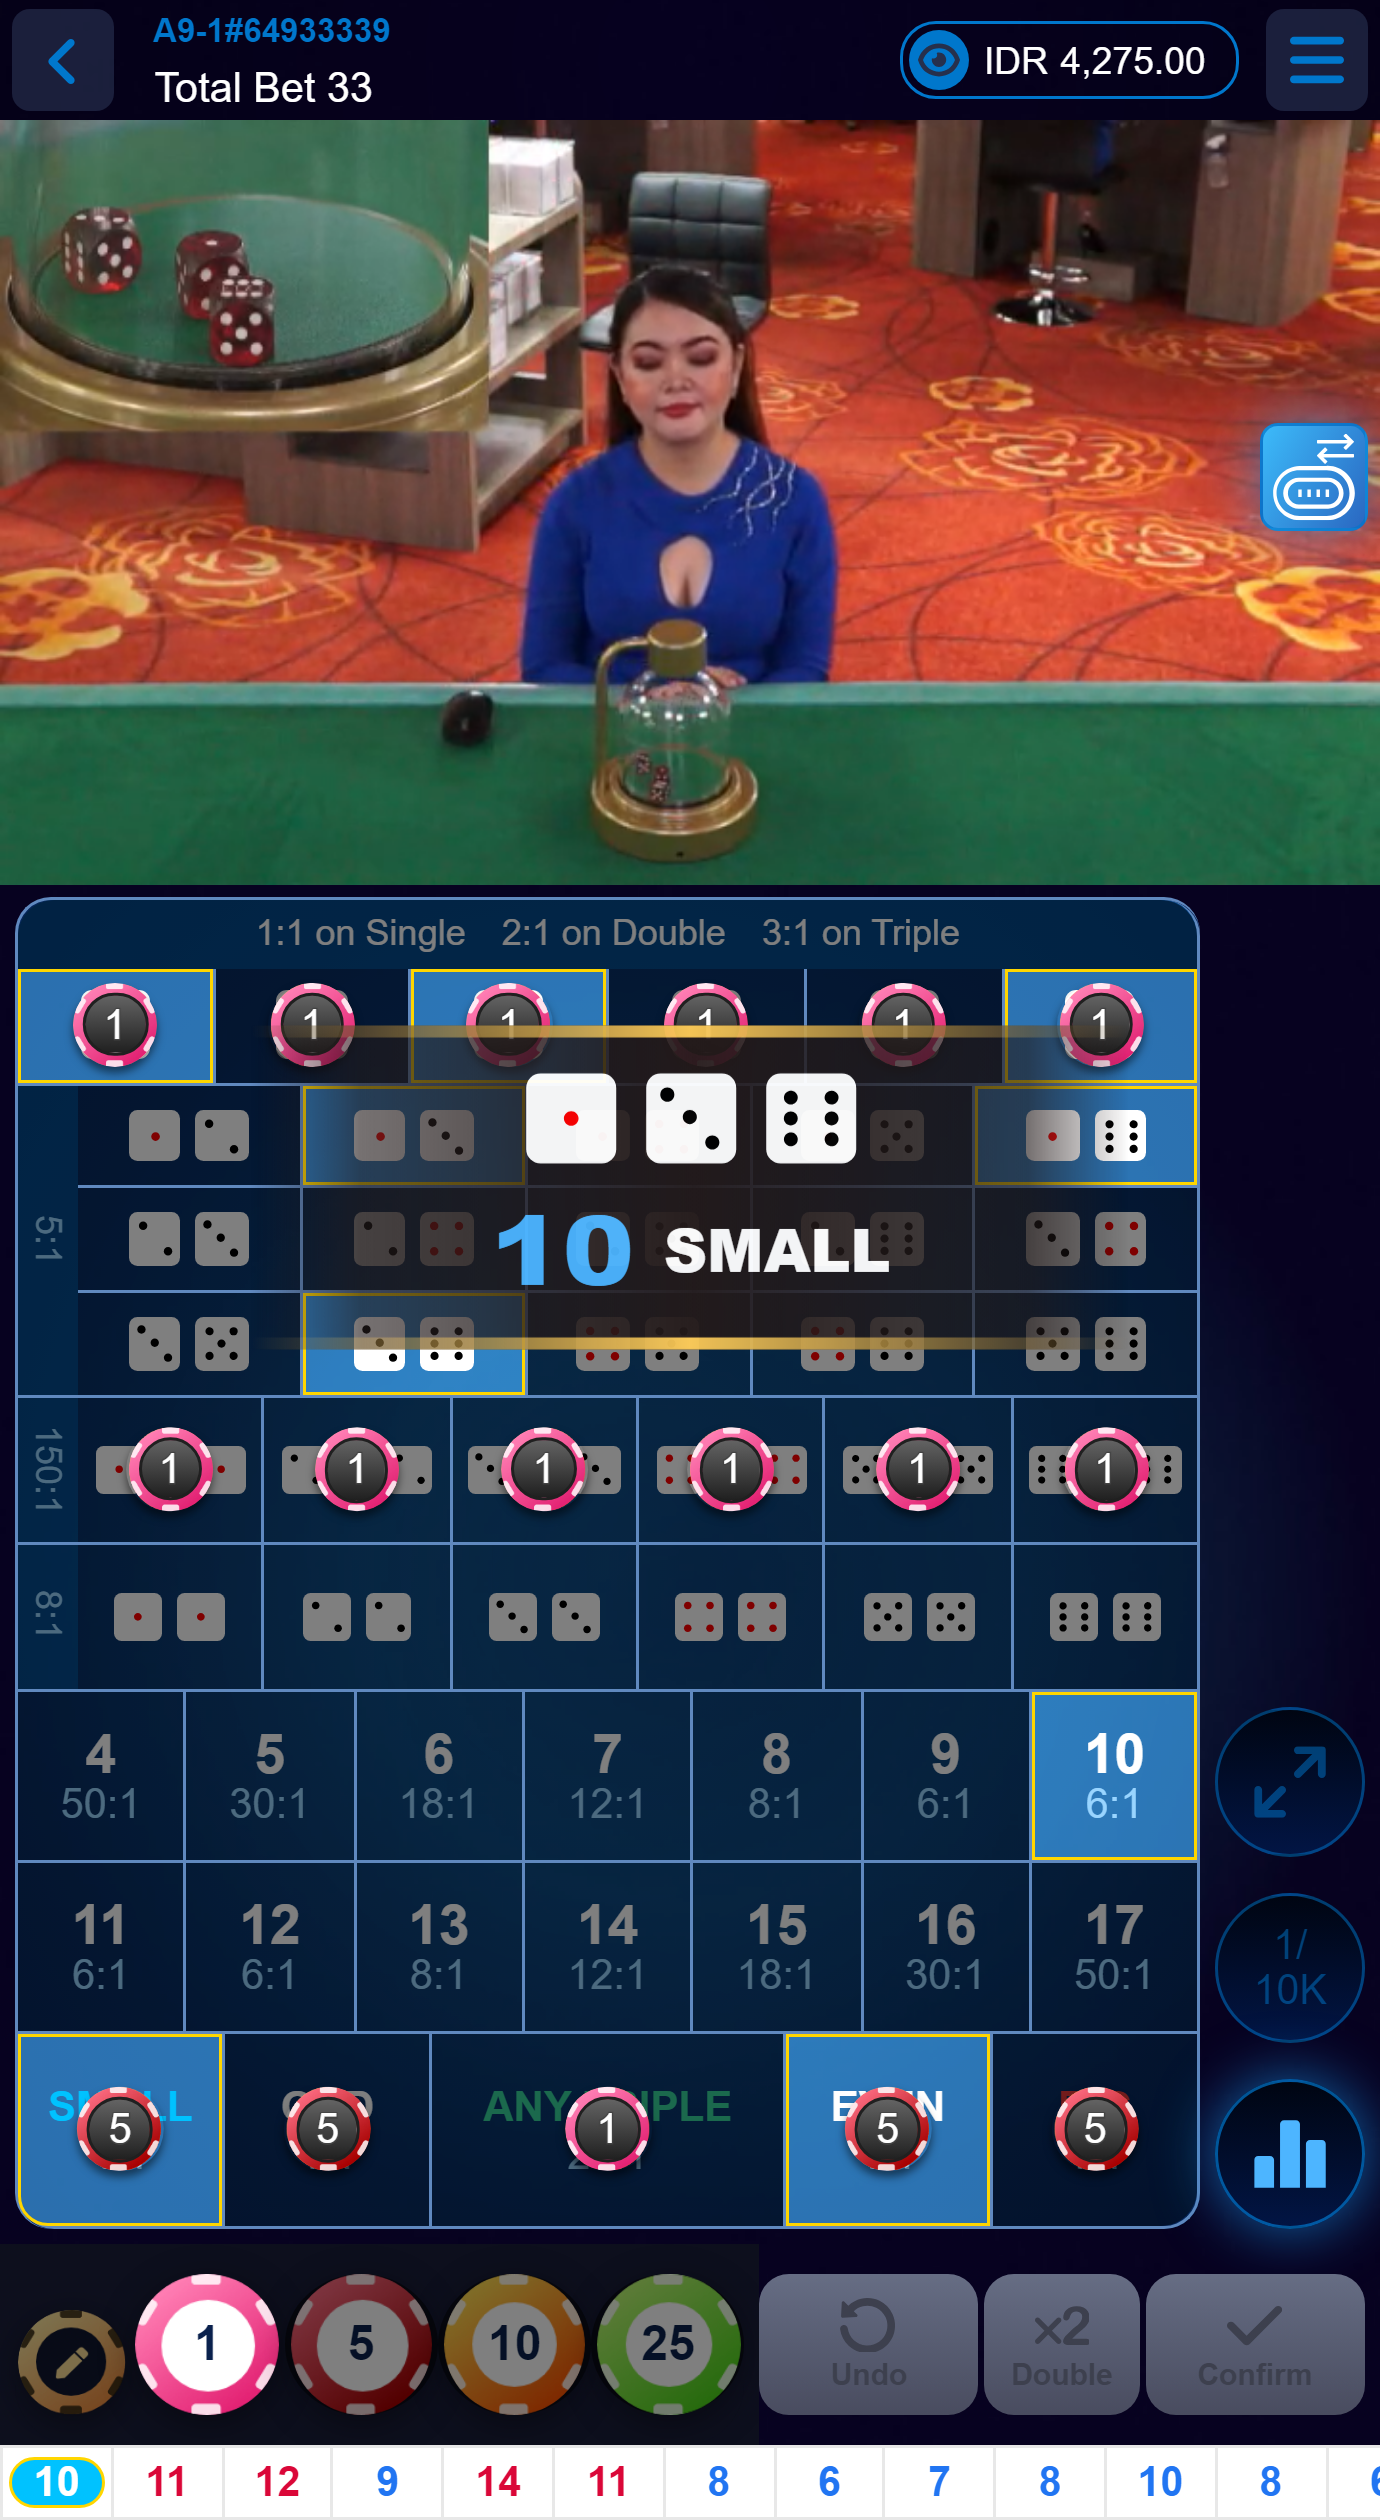 A9-1#64933339
Total Bet 33
IDR 4,275.00
1:1 on Single 2:1 on Double 3:1 on Triple
1 1 1 1 1 1
5:1
10 SMALL
150:1
1 1 1 1 1 1
8:1
4 5 6 7 8 9 10
50:1 30:1 18:1 12:1 8:1 6:1 6:1
11 12 13 14 15 16 17
6:1 6:1 8:1 12:1 18:1 30:1 50:1
1/
10K
ANY
5 5 1 5 5
1 5 10 25
x2
Undo Double Confirm
10 11 12 9 14 11 8 6 7 8 10 8